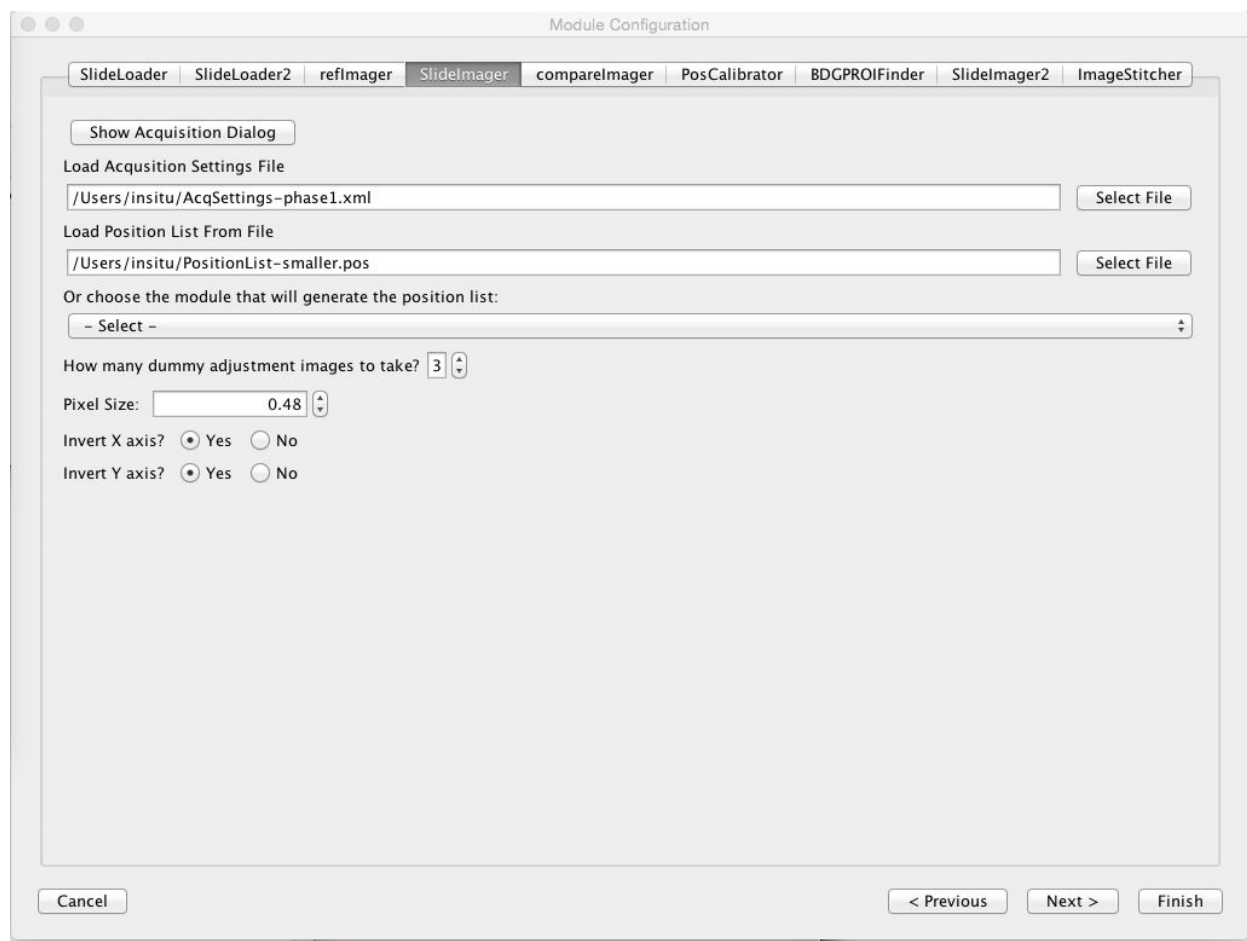 Module Configuration
SlideLoader SlideLoader2 refImager SlideImager compareImager PosCalibrator BDGPROIFinder SlideImager2 ImageStitcher
Show Acquisition Dialog
Load Acqusition Settings File
/Users/insitu/AcqSettings-phase1.xml Select File
Load Position List From File
/Users/insitu/PositionList-smaller.pos Select File
Or choose the module that will generate the position list:
- Select -
How many dummy adjustment images to take? 3
Pixel Size: 0.48
Invert X axis? Yes No
Invert Y axis? Yes No
Cancel < Previous Next > Finish